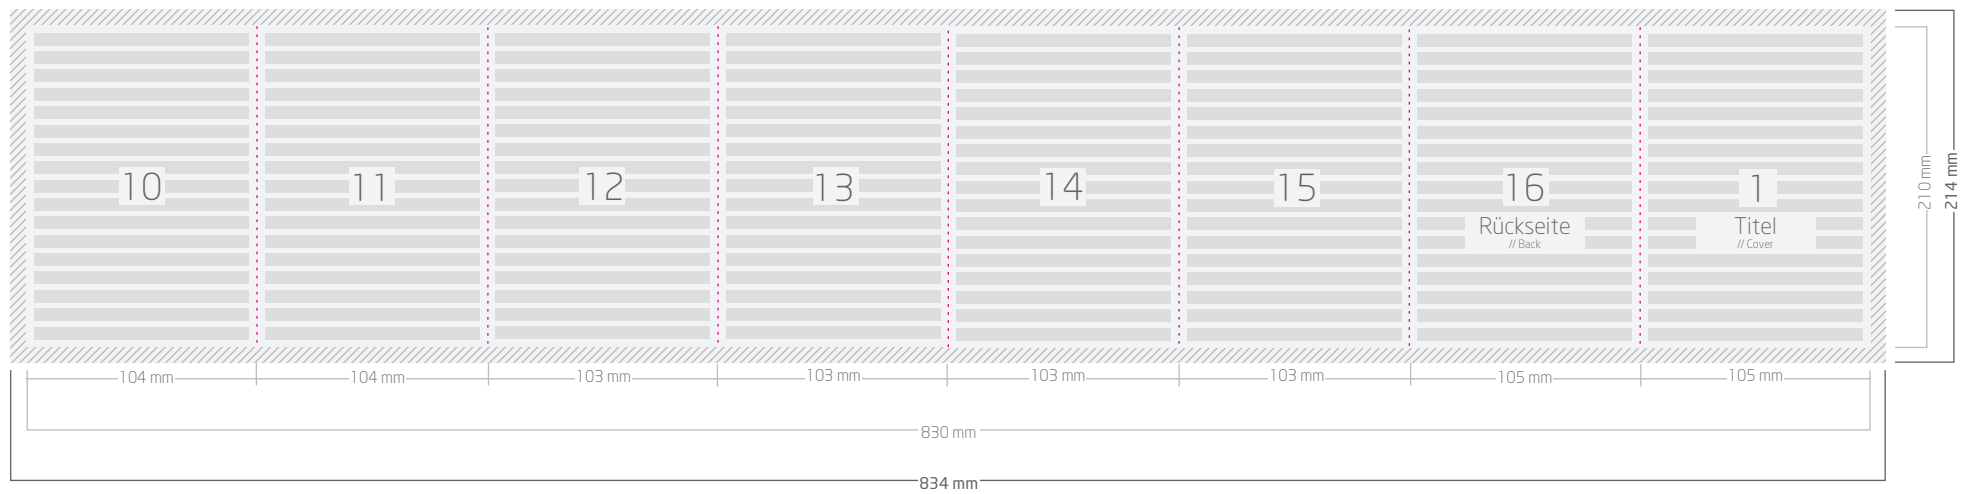 10
11
12
13
14
15
16
Rückseite
// Back
1
Titel
// Cover
210 mm
214 mm
104 mm
104 mm
103 mm
103 mm
103 mm
103 mm
105 mm
105 mm
830 mm
834 mm